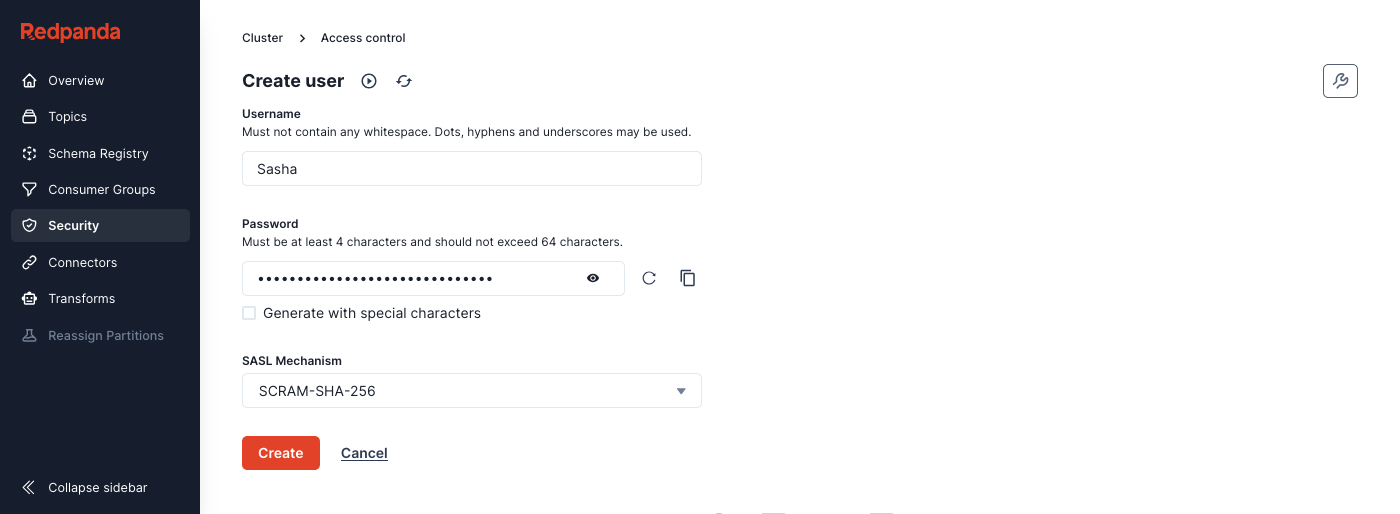 Redpanda
Overview
Topics
Schema Registry
Consumer Groups
Security
Connectors
Transforms
Reassign Partitions
Collapse sidebar
Cluster > Access control
Create user
Username
Must not contain any whitespace. Dots, hyphens and underscores may be used.
Sasha
Password
Must be at least 4 characters and should not exceed 64 characters.
••••••••••••••••••••••••••••••
Generate with special characters
SASL Mechanism
SCRAM-SHA-256
Create Cancel